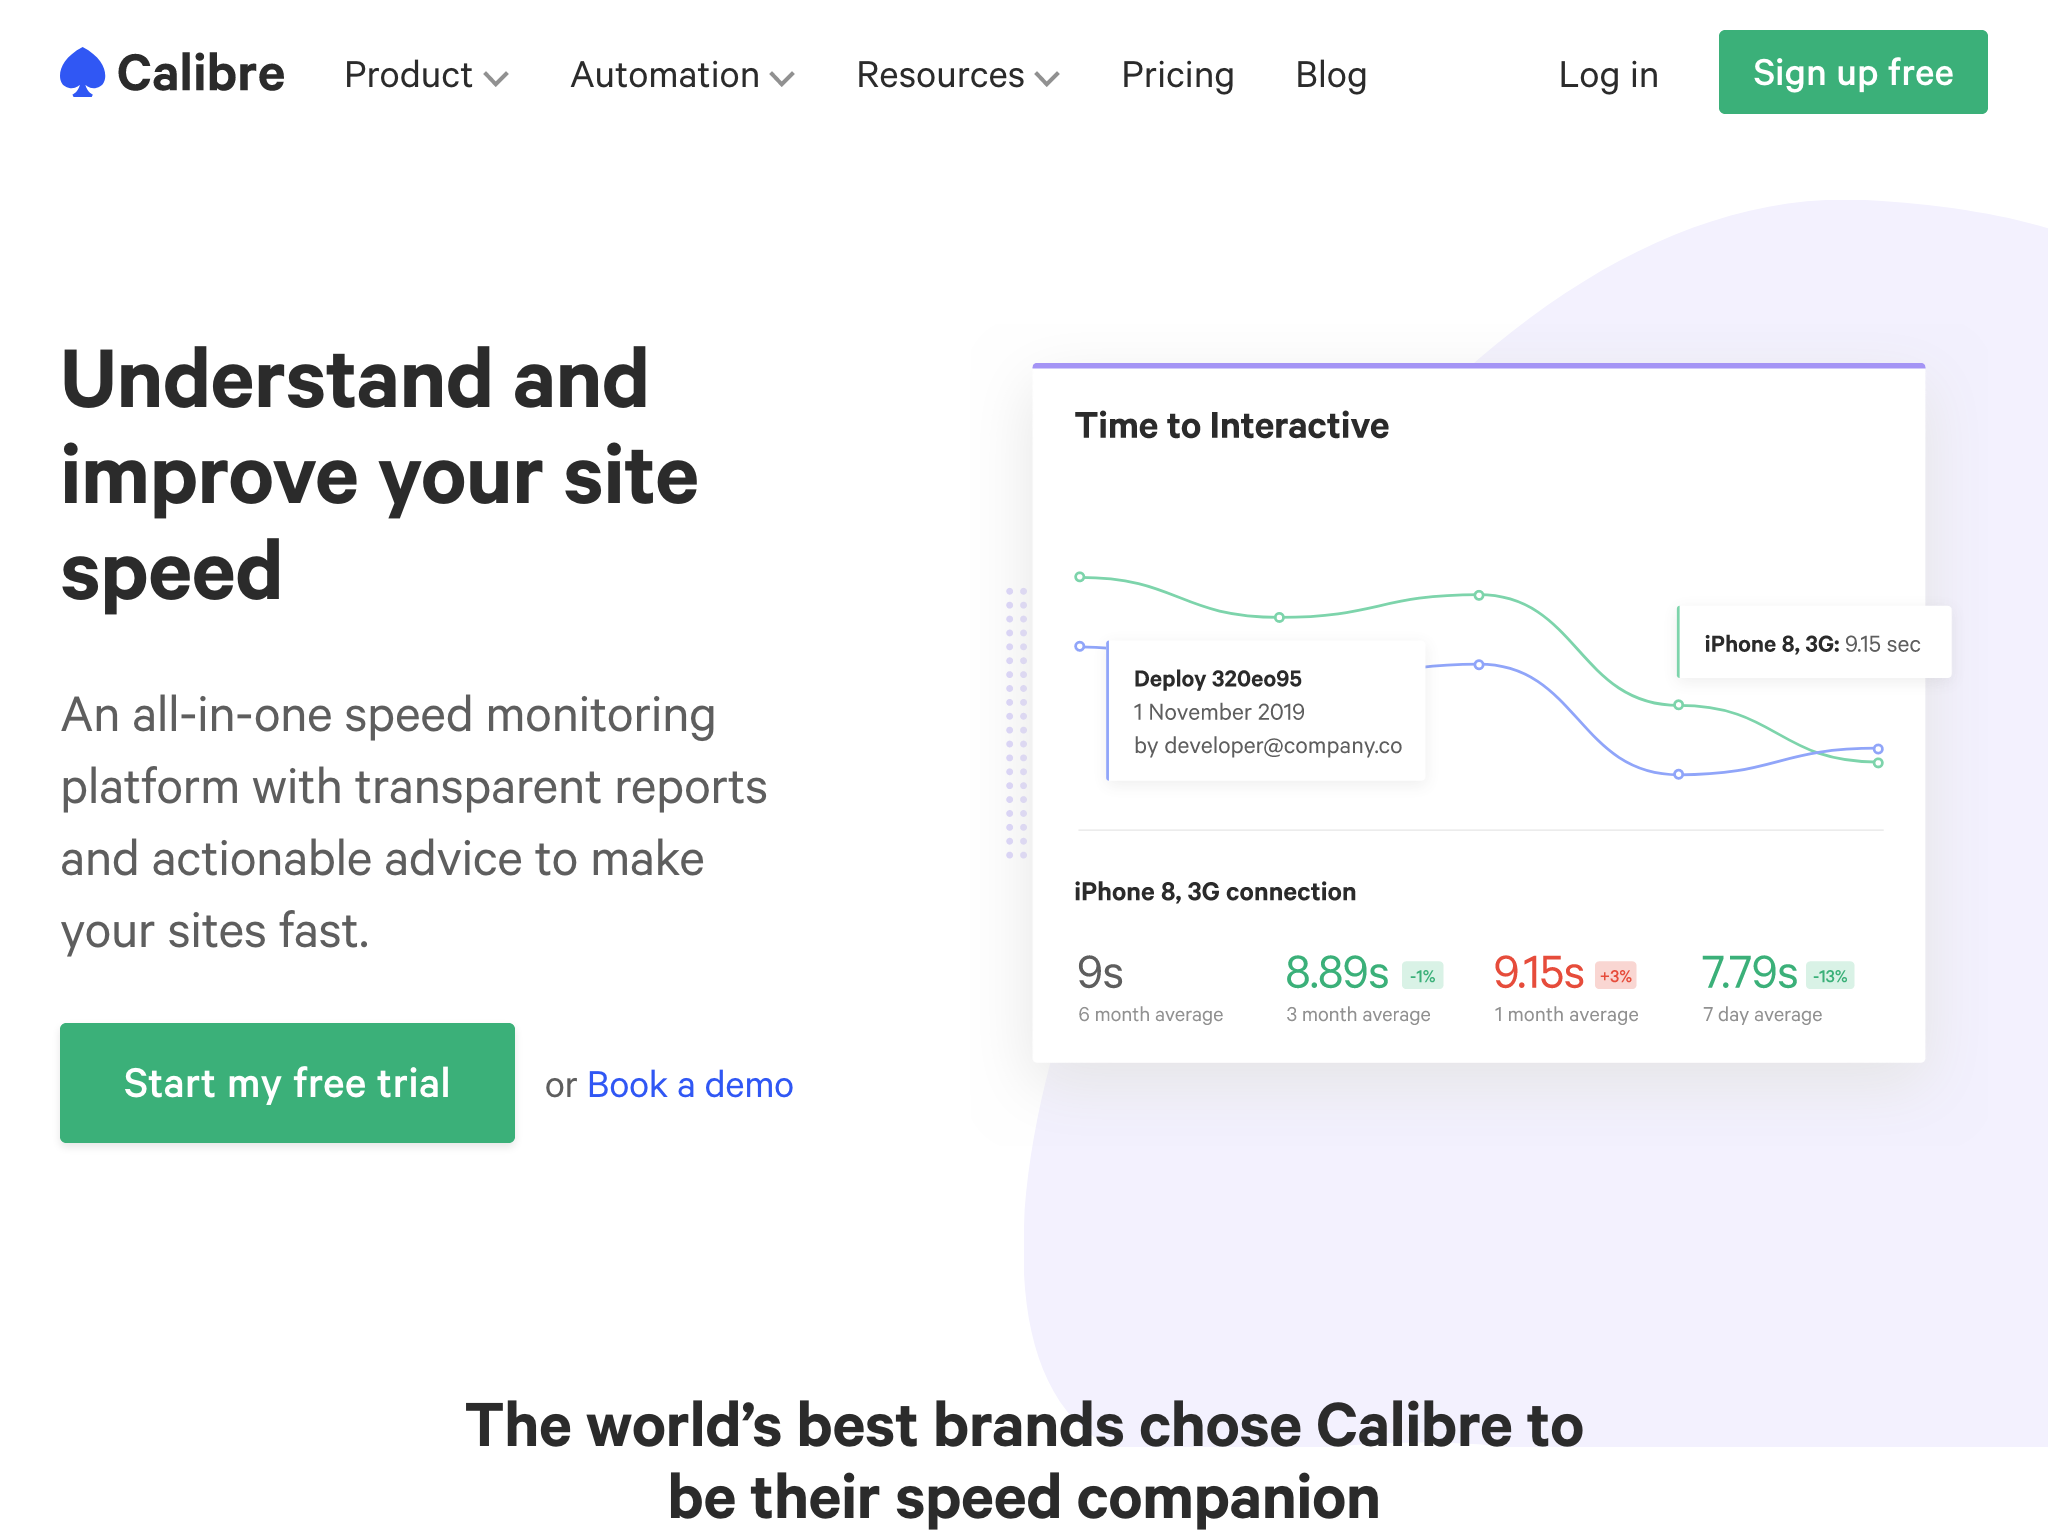 Calibre
Product
Automation
Resources
Pricing
Blog
Log in
Sign up free
Understand and
improve your site
speed
An all-in-one speed monitoring
platform with transparent reports
and actionable advice to make
your sites fast.
Start my free trial
or Book a demo
Time to Interactive
iPhone 8, 3G: 9.15 sec
Deploy 320eo95
1 November 2019
by developer@company.co
iPhone 8, 3G connection
9s
6 month average
8.89s -1%
3 month average
9.15s +3%
1 month average
7.79s -13%
7 day average
The world’s best brands chose Calibre to
be their speed companion